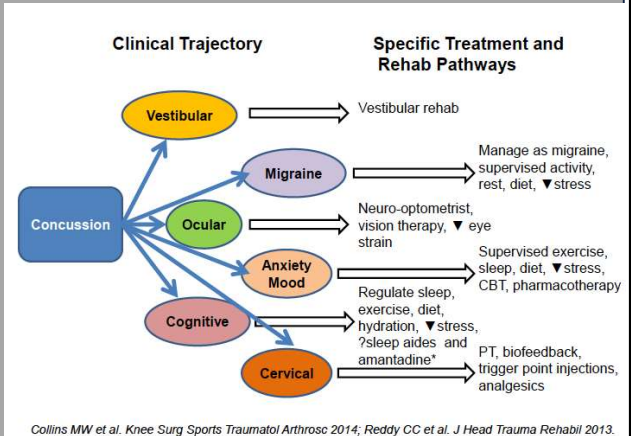 Clinical Trajectory
Specific Treatment and
Rehab Pathways
Concussion
Vestibular
Vestibular rehab
Migraine
Manage as migraine,
supervised activity,
rest, diet, ▼stress
Ocular
Neuro-optometrist,
vision therapy, ▼ eye
strain
Anxiety
Mood
Supervised exercise,
sleep, diet, ▼stress,
CBT, pharmacotherapy
Cognitive
Regulate sleep,
exercise, diet,
hydration, ▼stress,
?sleep aides and
amantadine*
Cervical
PT, biofeedback,
trigger point injections,
analgesics
Collins MW et al. Knee Surg Sports Traumatol Arthrosc 2014; Reddy CC et al. J Head Trauma Rehabil 2013.